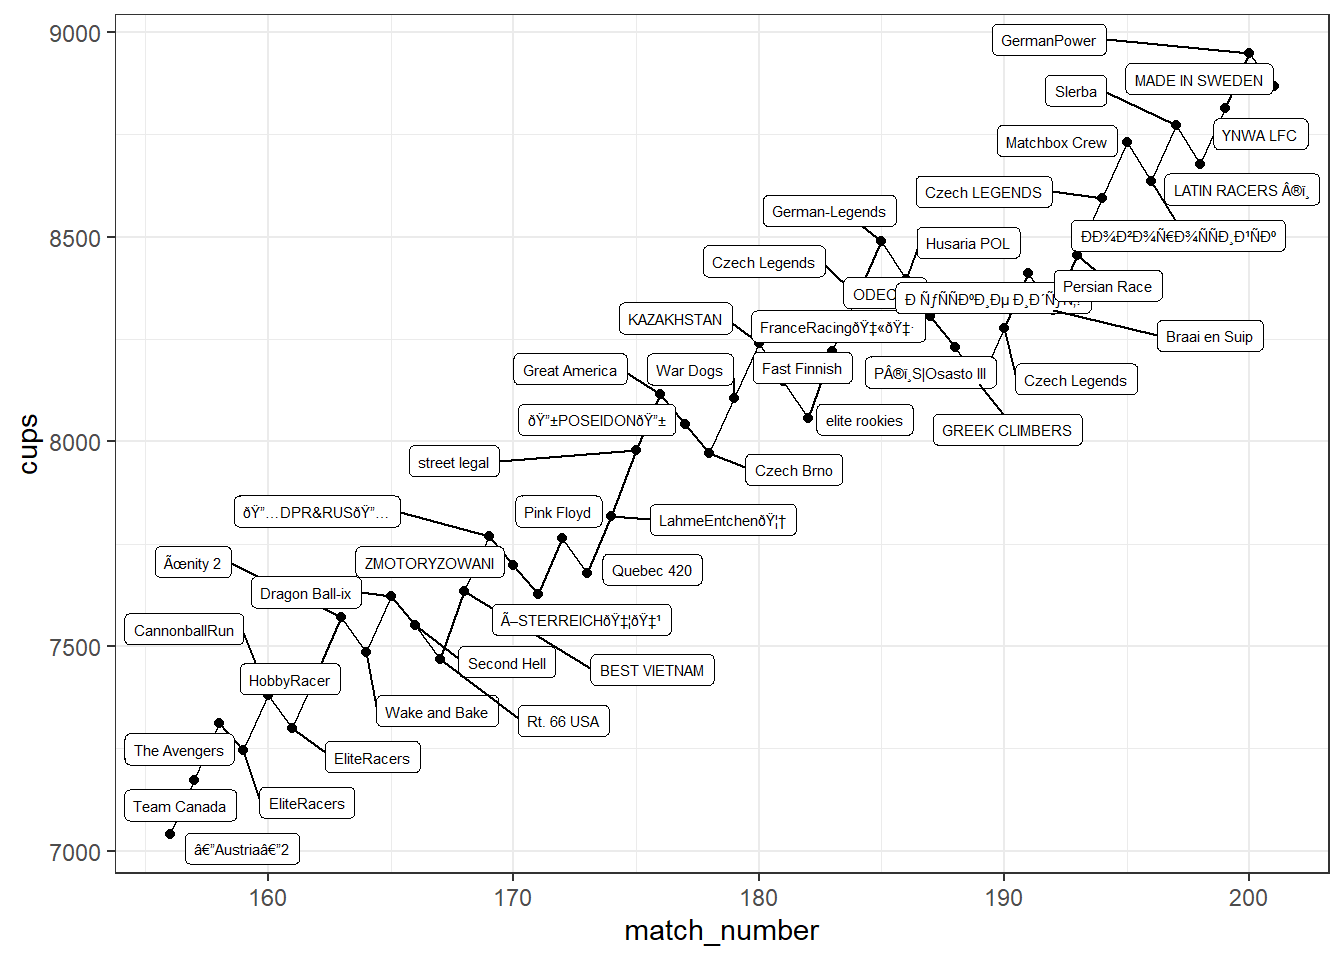 9000
8500
8000
7500
7000
cups
GermanPower
MADE IN SWEDEN
Slerba
YNWA LFC
Matchbox Crew
LATIN RACERS Â®ï¸
Czech LEGENDS
German-Legends
Husaria POL
Czech Legends
Persian Race
KAZAKHSTAN
FranceRacingðŸ‡«ðŸ‡·
Braai en Suip
Great America
War Dogs
Fast Finnish
PÂ®ï¸S|Osasto III
Czech Legends
ðŸ”±POSEIDONðŸ”±
elite rookies
GREEK CLIMBERS
street legal
Czech Brno
ðŸ”…DPR&RUSðŸ”…
Pink Floyd
LahmeEntchenðŸ¦†
Ãœnity 2
ZMOTORYZOWANI
Quebec 420
Dragon Ball-ix
Ã–STERREICHðŸ‡¦ðŸ‡¹
CannonballRun
Second Hell
BEST VIETNAM
HobbyRacer
Wake and Bake
Rt. 66 USA
The Avengers
EliteRacers
Team Canada
EliteRacers
â€”Austriaâ€”2
160
170
180
190
200
match_number